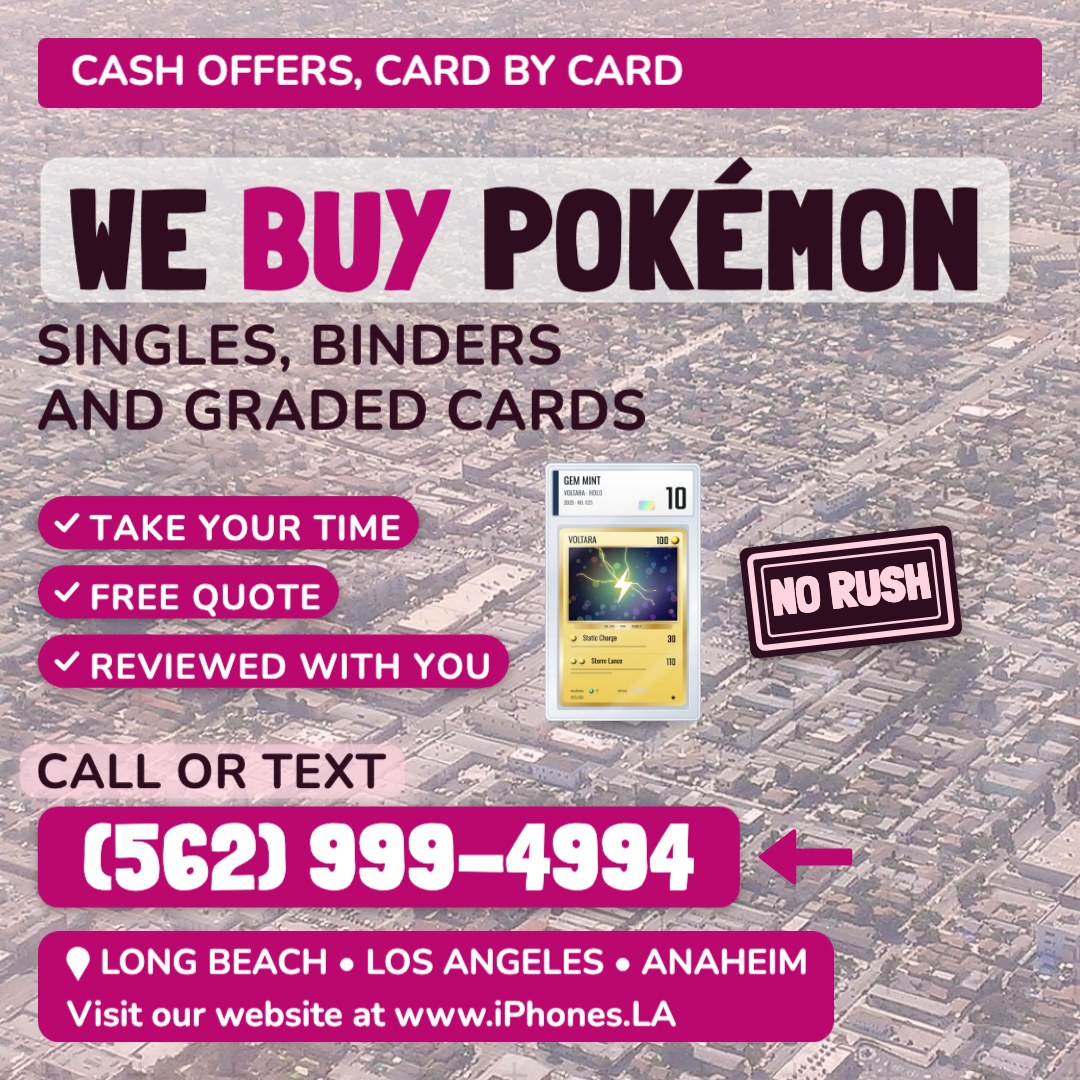 CASH OFFERS, CARD BY CARD
WE BUY POKÉMON
SINGLES, BINDERS
AND GRADED CARDS
TAKE YOUR TIME
FREE QUOTE
REVIEWED WITH YOU
GEM MINT
VOLTARA · HOLO
10
VOLTARA 100
Static Charge 30
Storm Lance 110
NO RUSH
CALL OR TEXT
(562) 999-4994
LONG BEACH • LOS ANGELES • ANAHEIM
Visit our website at www.iPhones.LA